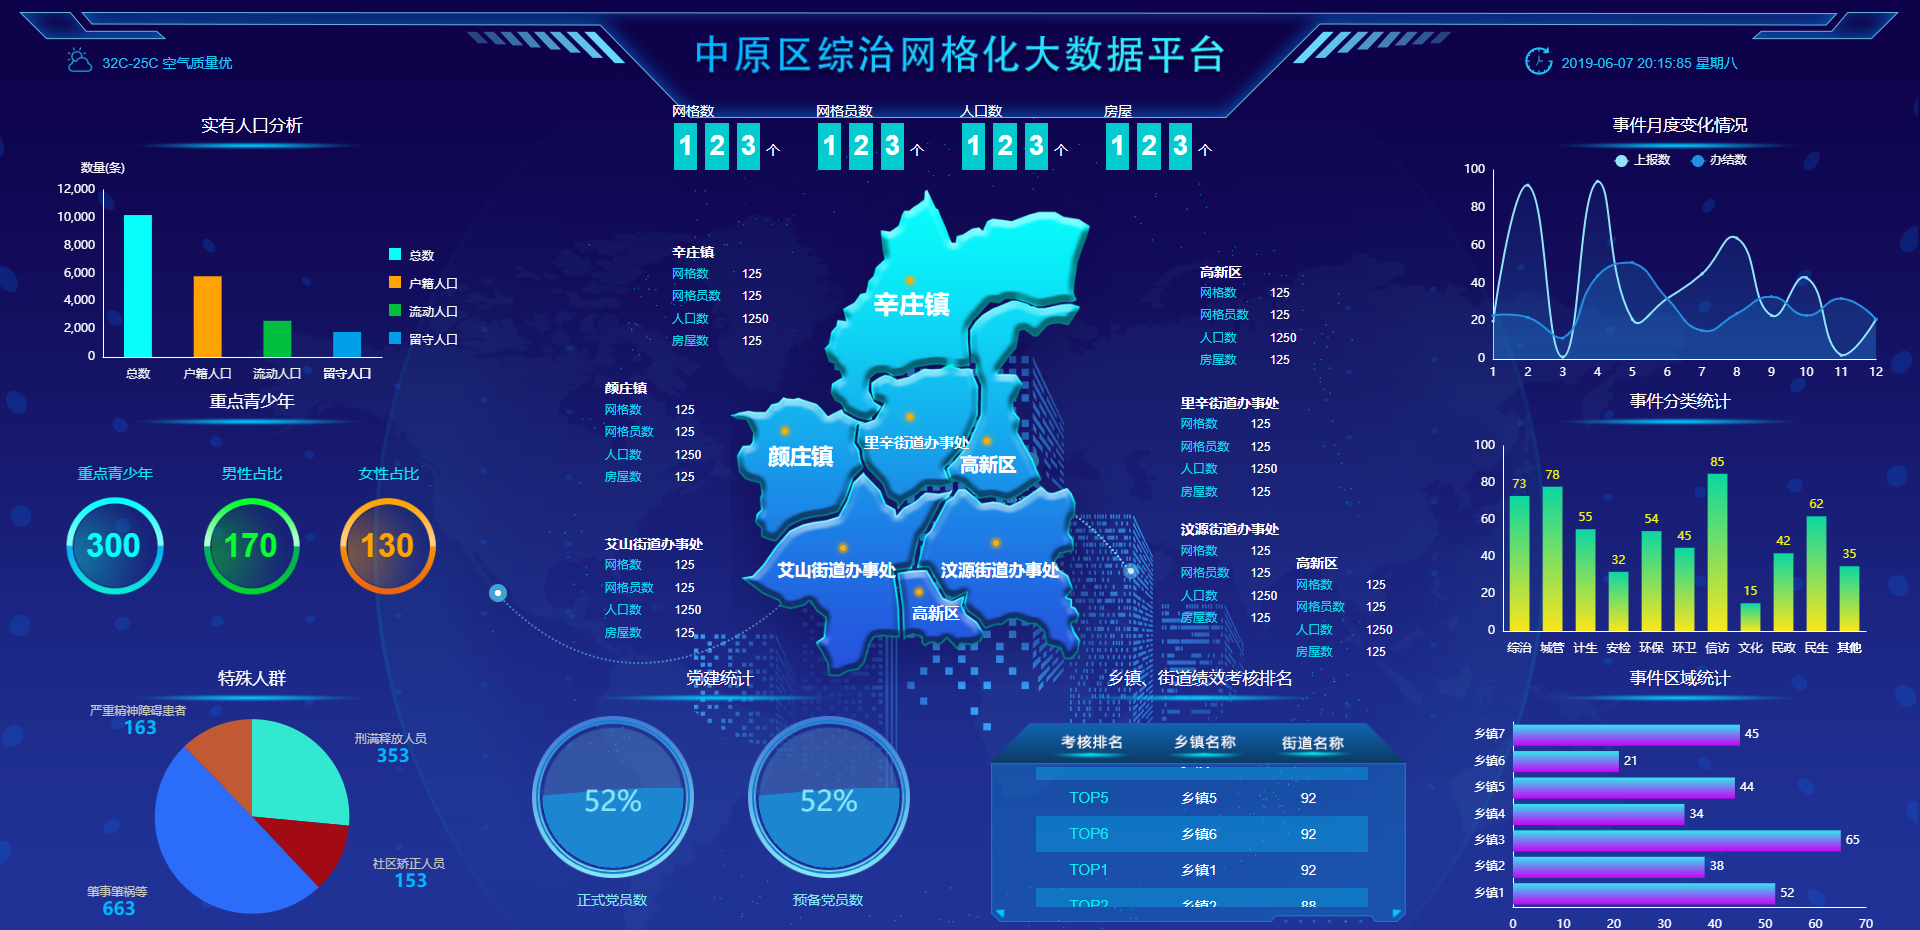 中原区综治网格化大数据平台
32C-25C 空气质量优
2019-06-07 20:15:85 星期八
网格数
1 2 3 个
网格员数
1 2 3 个
人口数
1 2 3 个
房屋
1 2 3 个
实有人口分析
数量(条)
12,000
10,000
8,000
6,000
4,000
2,000
0
总数 户籍人口 流动人口 留守人口
总数
户籍人口
流动人口
留守人口
重点青少年
重点青少年 男性占比 女性占比
300 170 130
特殊人群
严重精神障碍患者
163
刑满释放人员
353
社区矫正人员
153
肇事肇祸等
663
辛庄镇
网格数 125
网格员数 125
人口数 1250
房屋数 125
颜庄镇
网格数 125
网格员数 125
人口数 1250
房屋数 125
艾山街道办事处
网格数 125
网格员数 125
人口数 1250
房屋数 125
辛庄镇
颜庄镇
里辛街道办事处
高新区
艾山街道办事处
汶源街道办事处
高新区
高新区
网格数 125
网格员数 125
人口数 1250
房屋数 125
里辛街道办事处
网格数 125
网格员数 125
人口数 1250
房屋数 125
汶源街道办事处
网格数 125
网格员数 125
人口数 1250
房屋数 125
高新区
网格数 125
网格员数 125
人口数 1250
房屋数 125
党建统计
52% 52%
正式党员数 预备党员数
乡镇、街道绩效考核排名
考核排名 乡镇名称 街道名称
TOP5 乡镇5 92
TOP6 乡镇6 92
TOP1 乡镇1 92
TOP2 乡镇2 88
事件月度变化情况
上报数 办结数
100
80
60
40
20
0
1 2 3 4 5 6 7 8 9 10 11 12
事件分类统计
100
80
60
40
20
0
73 78 55 32 54 45 85 15 42 62 35
综治 城管 计生 安检 环保 环卫 信访 文化 民政 民生 其他
事件区域统计
乡镇7 45
乡镇6 21
乡镇5 44
乡镇4 34
乡镇3 65
乡镇2 38
乡镇1 52
0 10 20 30 40 50 60 70